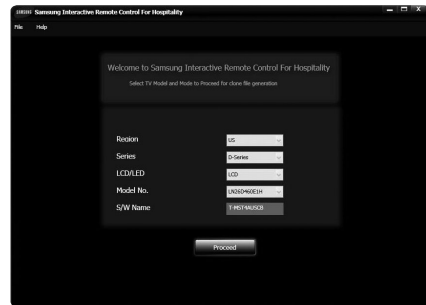 SAMSUNG Samsung Interactive Remote Control For Hospitality
File Help
Welcome to Samsung Interactive Remote Control For Hospitality
Select TV Model and Mode to Proceed for clone file generation
Region US
Series D-Series
LCD/LED LCD
Model No. LN26D460E1H
S/W Name T-MST4AUSCB
Proceed